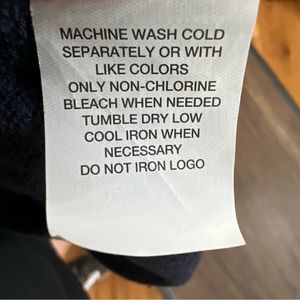 MACHINE WASH COLD
SEPARATELY OR WITH
LIKE COLORS
ONLY NON-CHLORINE
BLEACH WHEN NEEDED
TUMBLE DRY LOW
COOL IRON WHEN
NECESSARY
DO NOT IRON LOGO